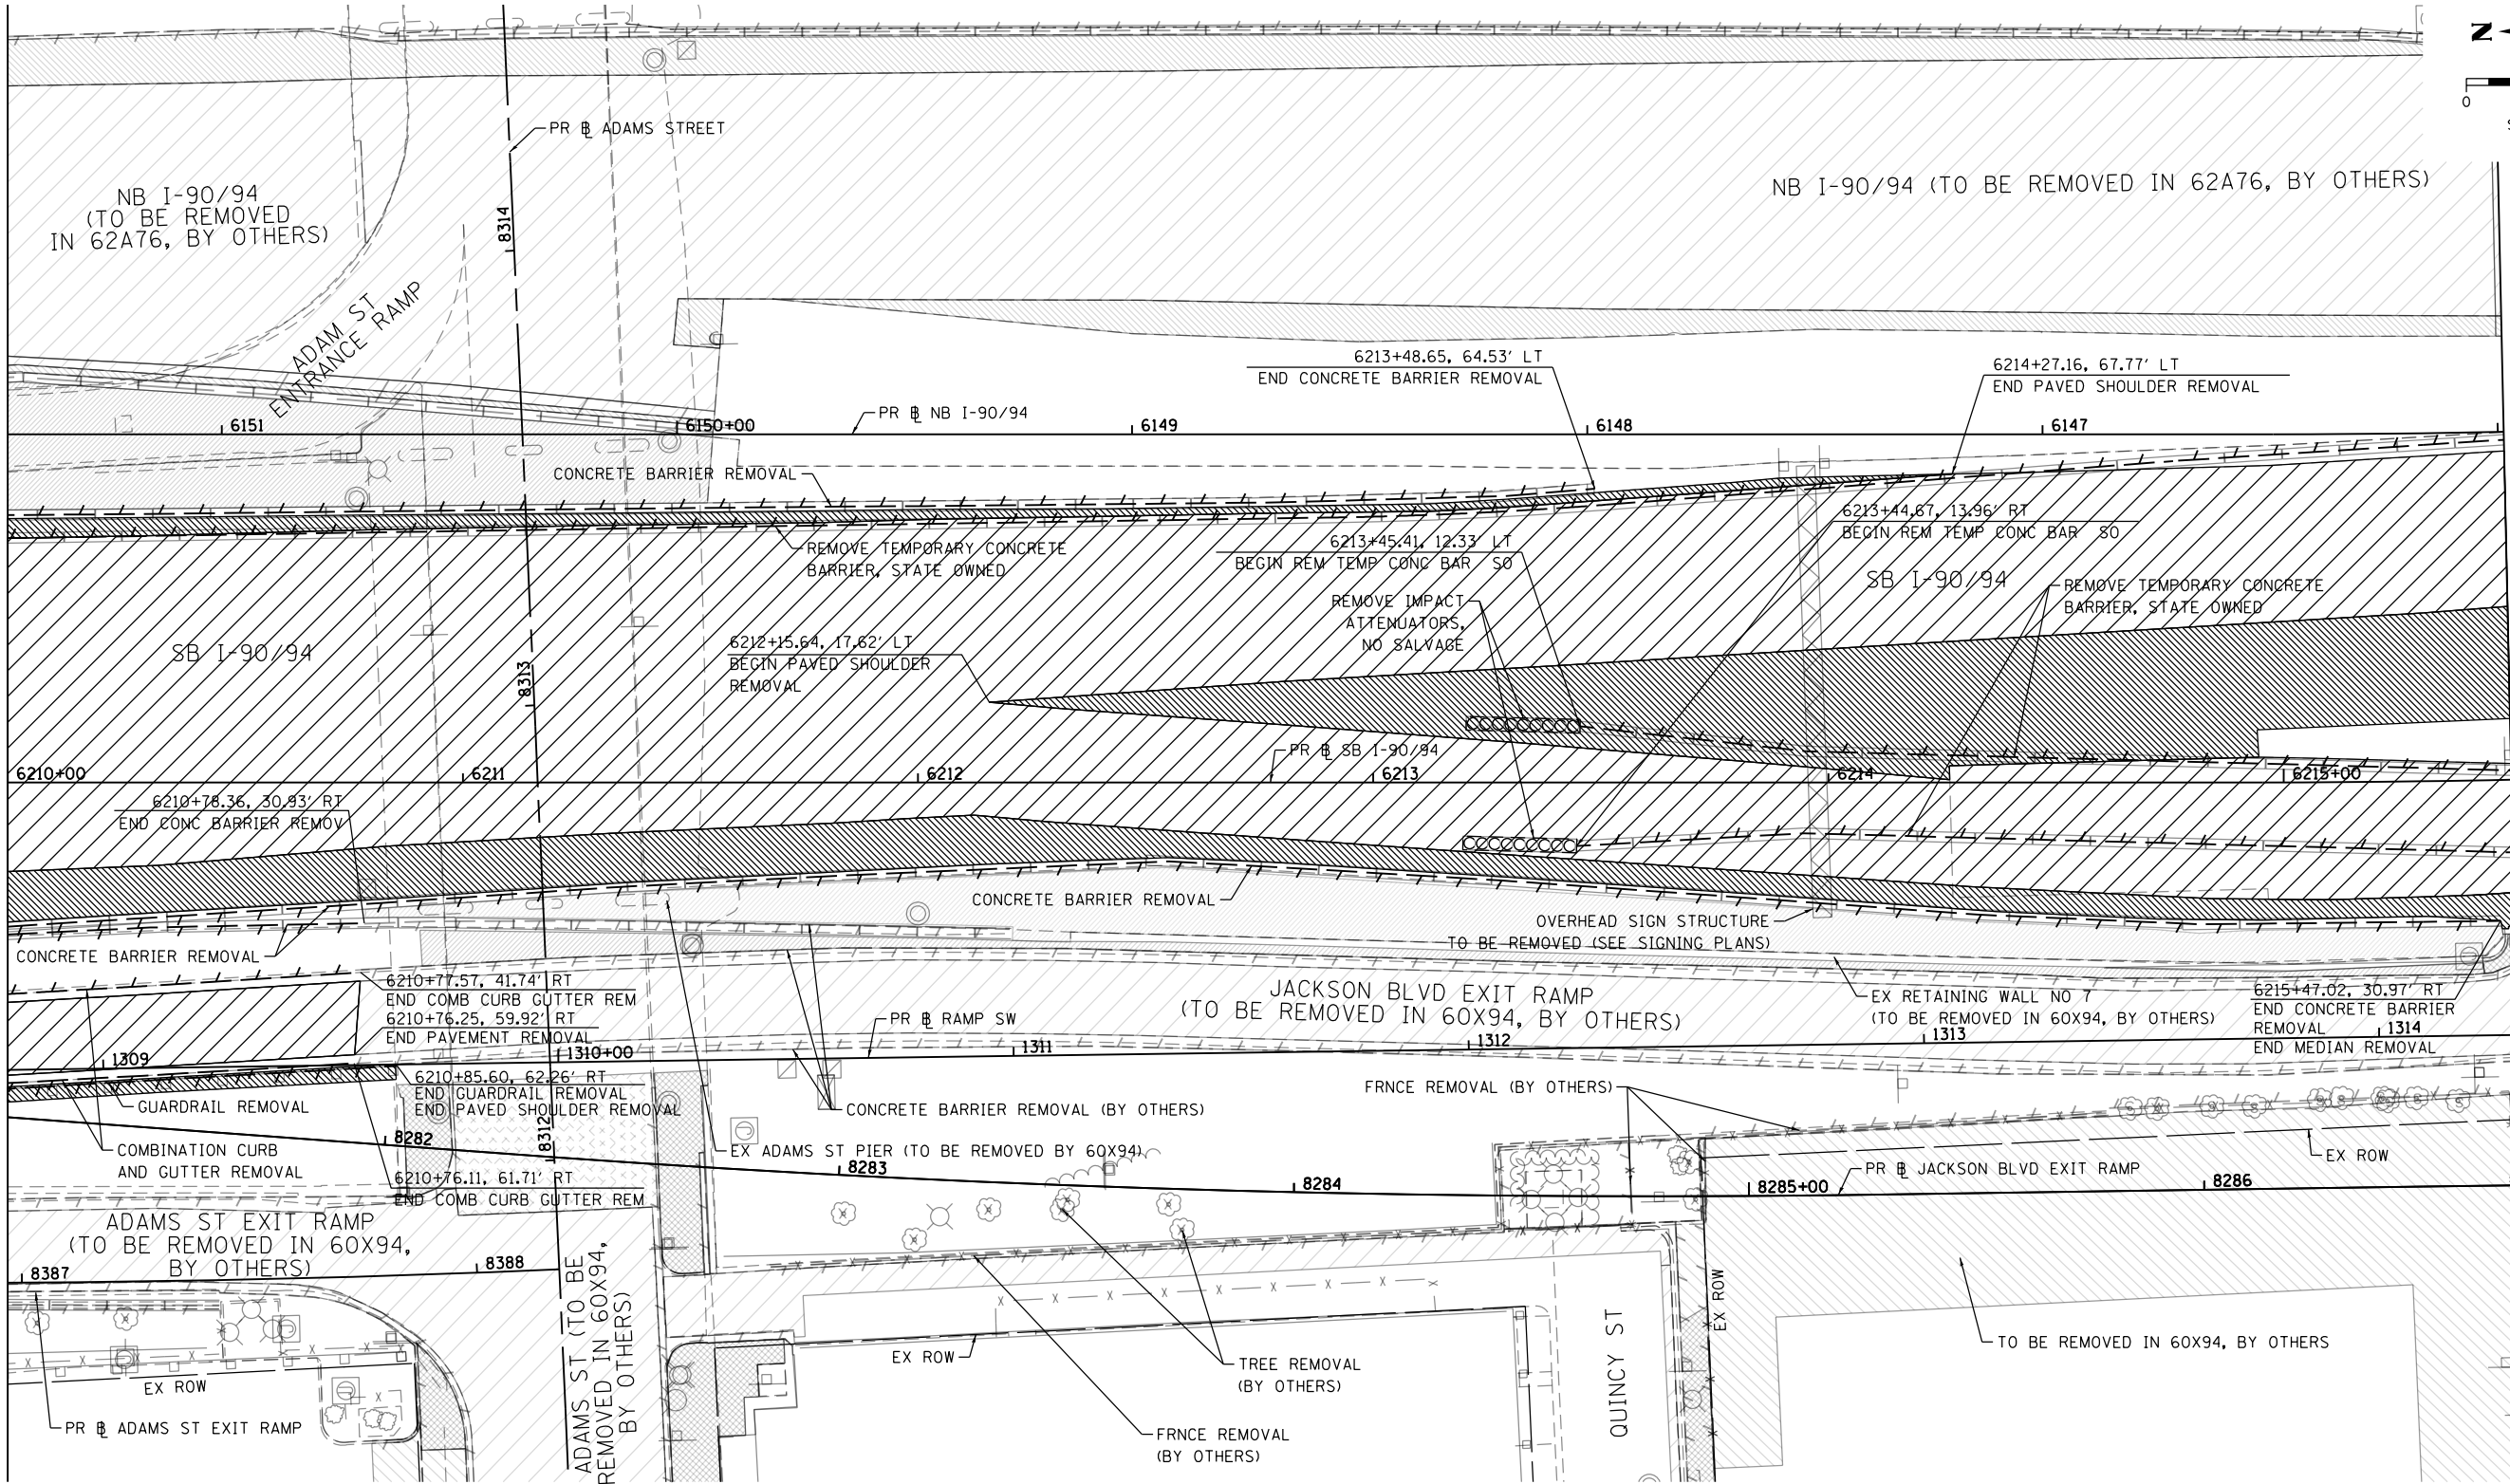 N
0
PR ⅊ ADAMS STREET
8314
NB I-90/94
(TO BE REMOVED
IN 62A76, BY OTHERS)
NB I-90/94 (TO BE REMOVED IN 62A76, BY OTHERS)
ADAM ST
ENTRANCE RAMP
6213+48.65, 64.53' LT
END CONCRETE BARRIER REMOVAL
6214+27.16, 67.77' LT
END PAVED SHOULDER REMOVAL
6151
6150+00
PR ⅊ NB I-90/94
6149
6148
6147
CONCRETE BARRIER REMOVAL
REMOVE TEMPORARY CONCRETE
BARRIER, STATE OWNED
6213+45.41, 12.33 LT
BEGIN REM TEMP CONC BAR SO
6213+44.67, 13.96' RT
BEGIN REM TEMP CONC BAR SO
SB I-90/94
REMOVE TEMPORARY CONCRETE
BARRIER, STATE OWNED
REMOVE IMPACT
ATTENUATORS,
NO SALVAGE
SB I-90/94
8313
6212+15.64, 17.62' LT
BEGIN PAVED SHOULDER
REMOVAL
PR ⅊ SB I-90/94
6210+00
6211
6212
6213
6214
6215+00
6210+78.36, 30.93' RT
END CONC BARRIER REMOV
CONCRETE BARRIER REMOVAL
OVERHEAD SIGN STRUCTURE
TO BE REMOVED (SEE SIGNING PLANS)
CONCRETE BARRIER REMOVAL
6210+77.57, 41.74' RT
END COMB CURB GUTTER REM
6210+76.25, 59.92' RT
END PAVEMENT REMOVAL
JACKSON BLVD EXIT RAMP
(TO BE REMOVED IN 60X94, BY OTHERS)
EX RETAINING WALL NO 7
(TO BE REMOVED IN 60X94, BY OTHERS)
6215+47.02, 30.97' RT
END CONCRETE BARRIER
REMOVAL
END MEDIAN REMOVAL
PR ⅊ RAMP SW
1309
1310+00
1311
1312
1313
1314
6210+85.60, 62.26' RT
END GUARDRAIL REMOVAL
END PAVED SHOULDER REMOVAL
GUARDRAIL REMOVAL
CONCRETE BARRIER REMOVAL (BY OTHERS)
FRNCE REMOVAL (BY OTHERS)
8312
COMBINATION CURB
AND GUTTER REMOVAL
EX ADAMS ST PIER (TO BE REMOVED BY 60X94)
8282
8283
8284
8285+00
8286
PR ⅊ JACKSON BLVD EXIT RAMP
EX ROW
6210+76.11, 61.71' RT
END COMB CURB GUTTER REM
ADAMS ST EXIT RAMP
(TO BE REMOVED IN 60X94,
BY OTHERS)
8387
8388
ADAMS ST (TO BE
REMOVED IN 60X94,
BY OTHERS)
EX ROW
EX ROW
EX ROW
QUINCY ST
TREE REMOVAL
(BY OTHERS)
TO BE REMOVED IN 60X94, BY OTHERS
PR ⅊ ADAMS ST EXIT RAMP
FRNCE REMOVAL
(BY OTHERS)